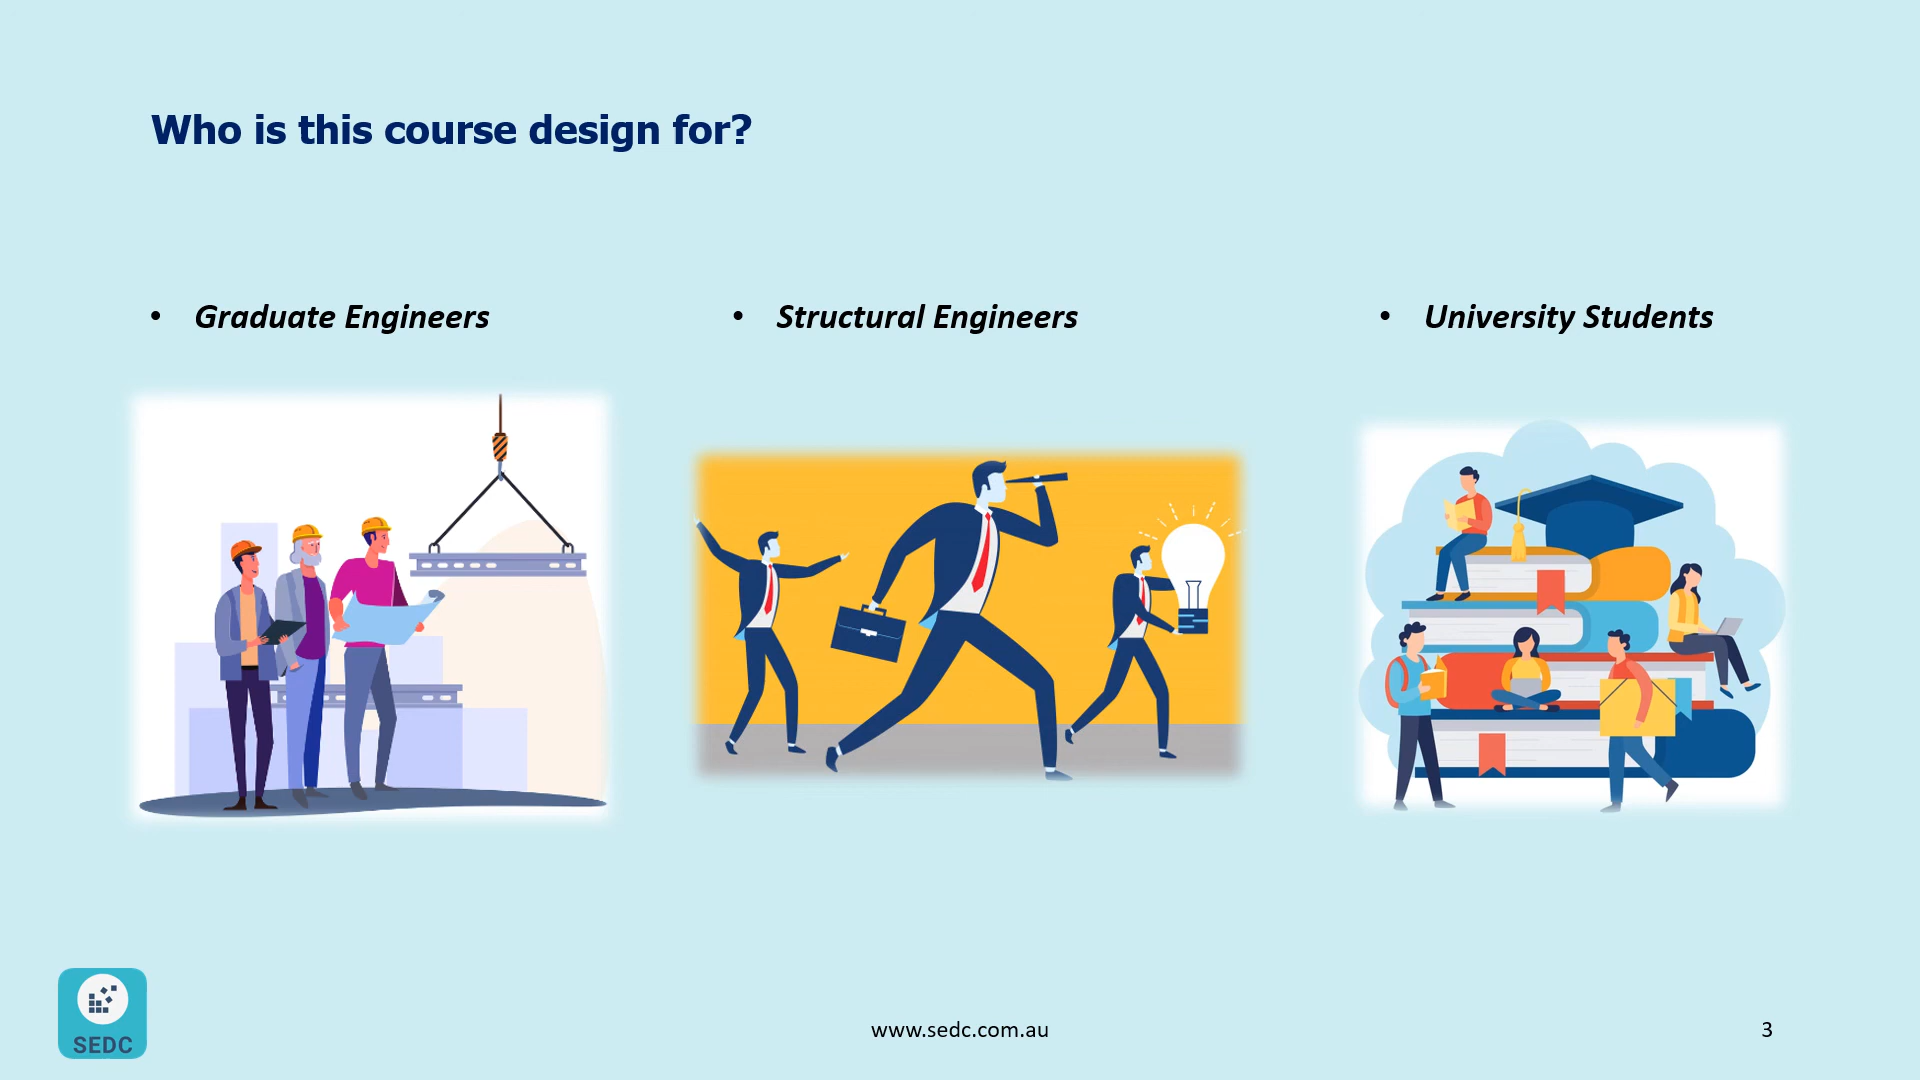 Who is this course design for?
• Graduate Engineers
• Structural Engineers
• University Students
SEDC
www.sedc.com.au
3